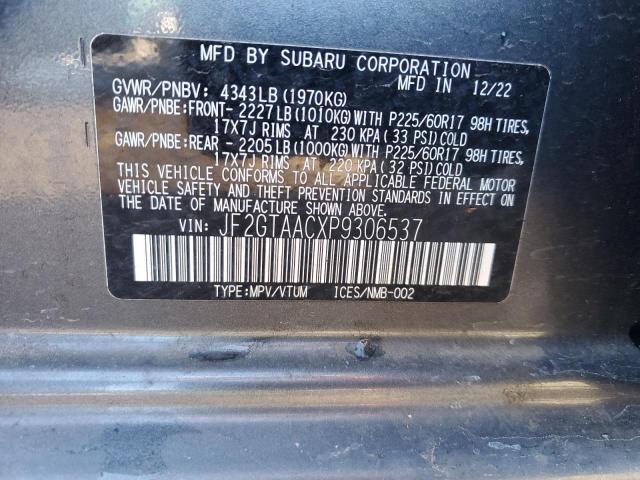 MFD BY SUBARU CORPORATION
MFD IN 12/22
GVWR/PNBV: 4343LB (1970KG)
GAWR/PNBE:FRONT- 2227LB(1010KG)WITH P225/60R17 98H TIRES,
17X7J RIMS AT 230 KPA (33 PSI)COLD
GAWR/PNBE:REAR - 2205LB(1000KG)WITH P225/60R17 98H TIRES,
17X7J RIMS AT 220 KPA (32 PSI)COLD
THIS VEHICLE CONFORMS TO ALL APPLICABLE FEDERAL MOTOR
VEHICLE SAFETY AND THEFT PREVENTION STANDARDS IN EFFECT ON
THE DATE OF MANUFACTURE SHOWN ABOVE.
VIN: JF2GTAACXP9306537
TYPE:MPV/VTUM ICES/NMB-002